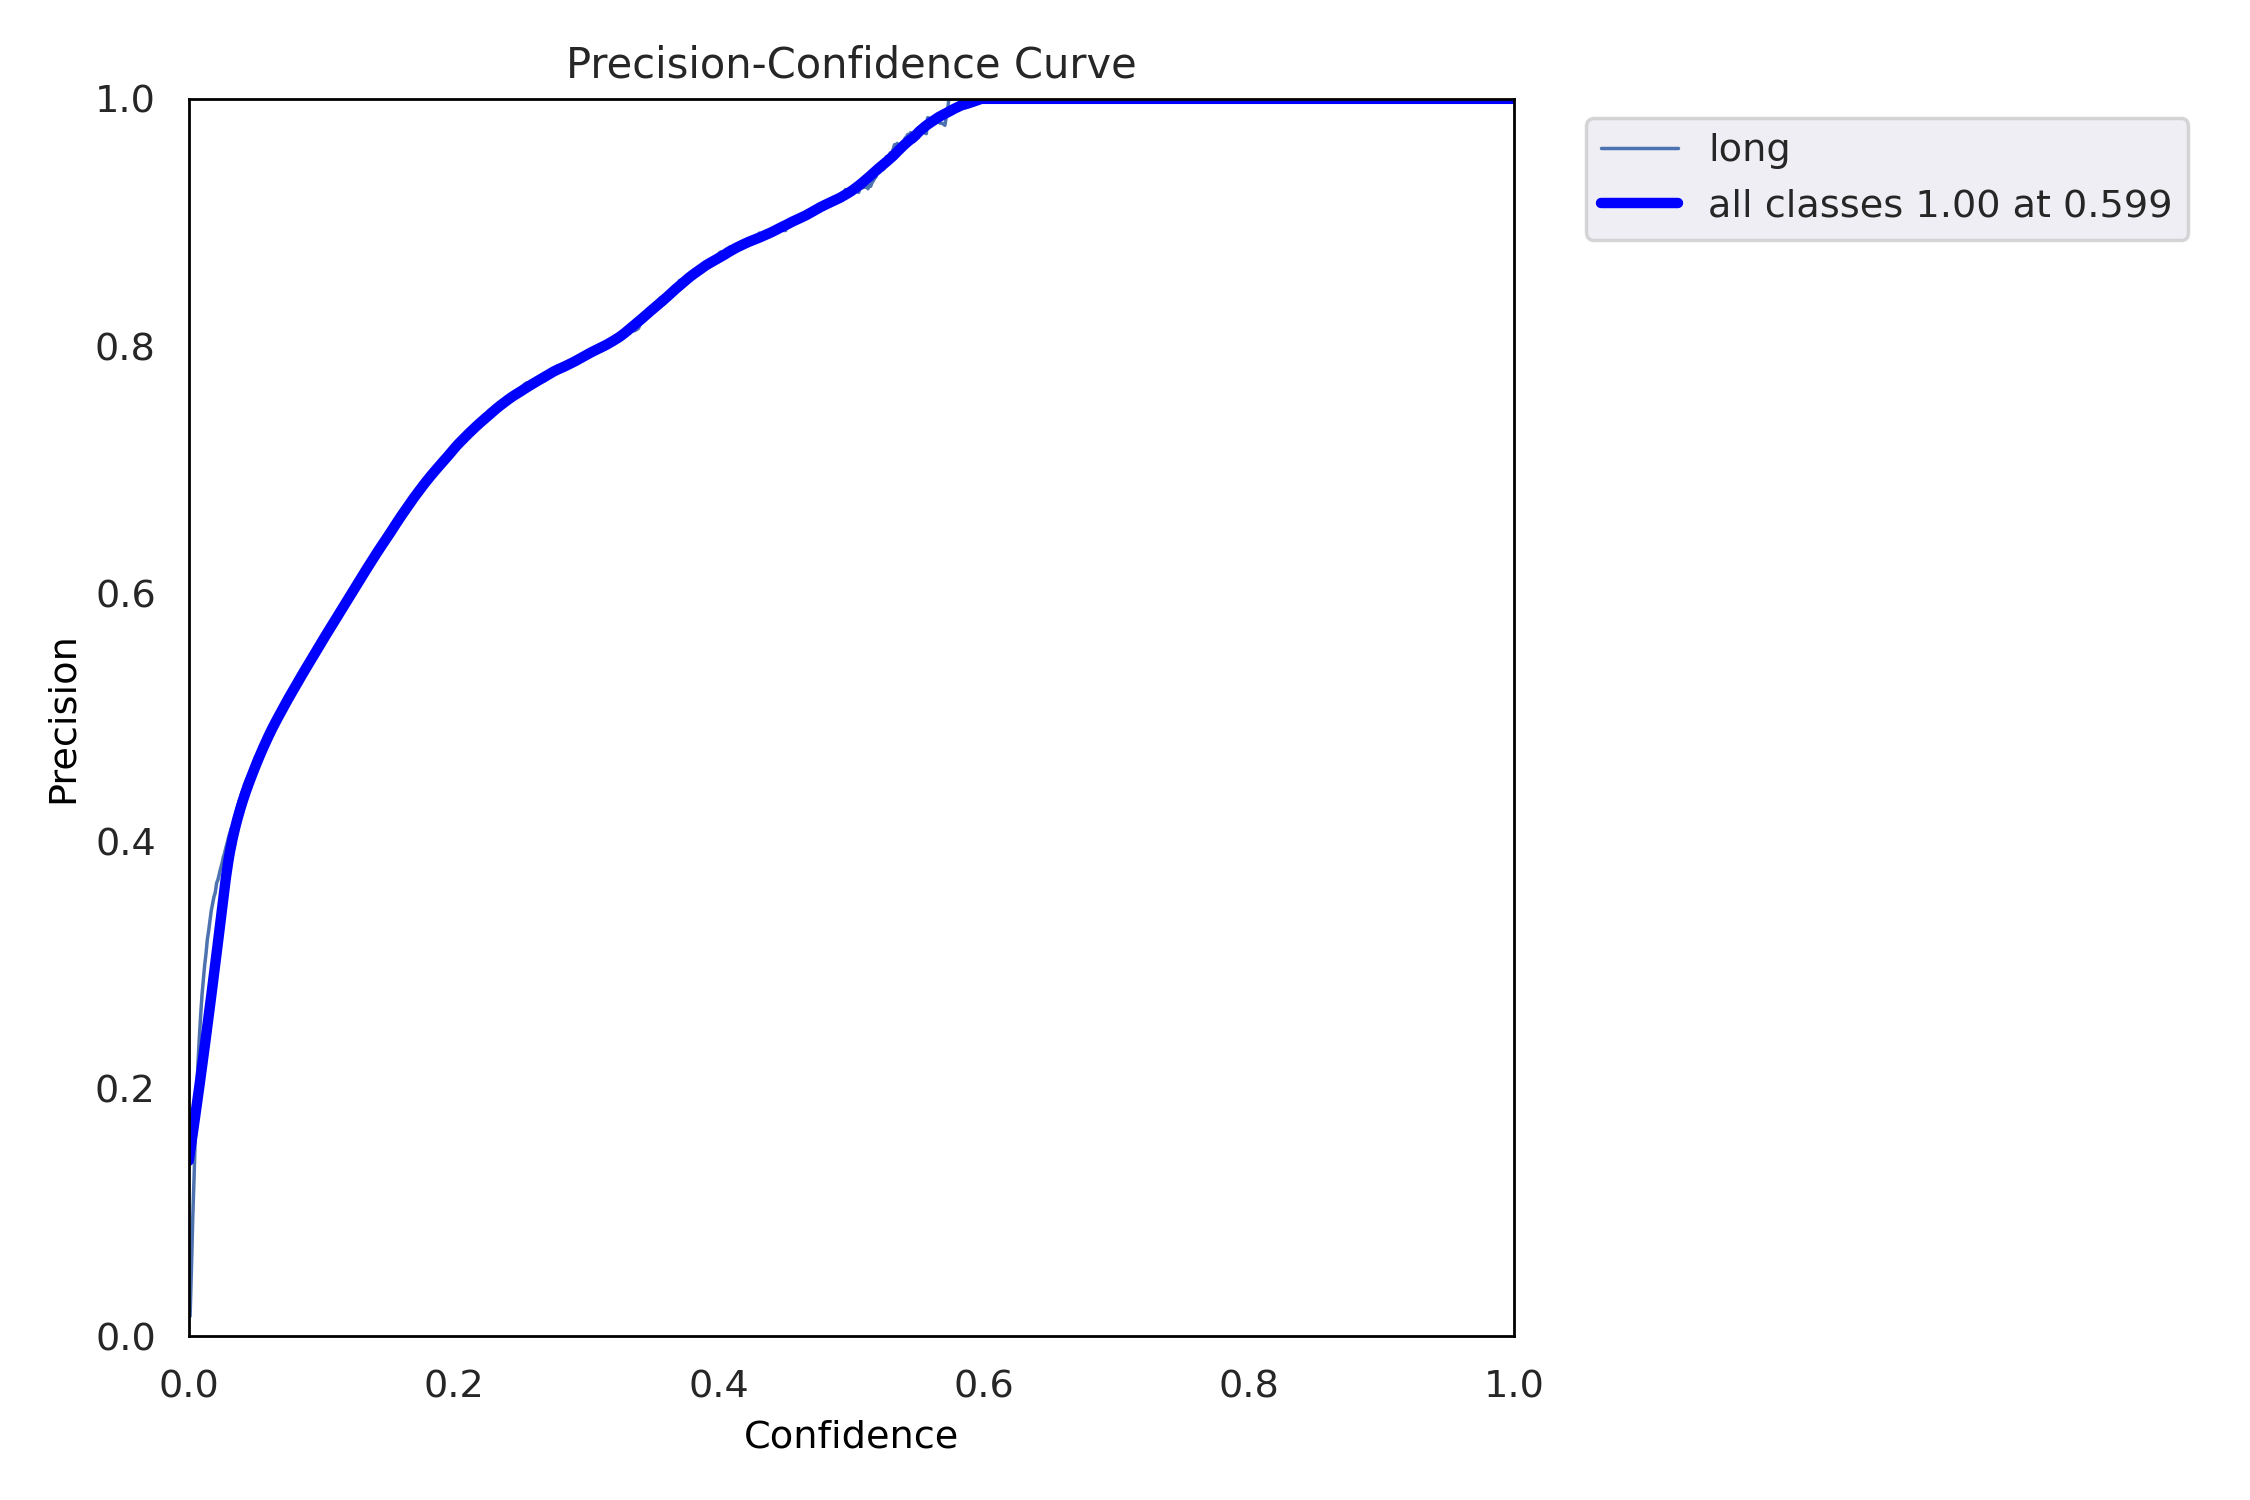 Precision-Confidence Curve
1.0
0.8
0.6
0.4
0.2
0.0
Precision
0.0 0.2 0.4 0.6 0.8 1.0
Confidence
long
all classes 1.00 at 0.599